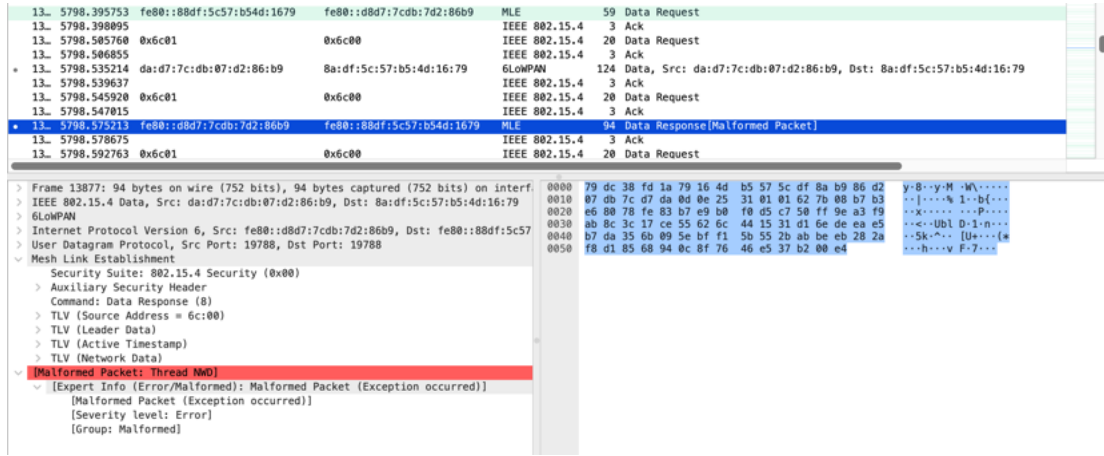 13… 5798.395753 fe80::88df:5c57:b54d:1679 fe80::d8d7:7cdb:7d2:86b9 MLE 59 Data Request
13… 5798.398095 IEEE 802.15.4 3 Ack
13… 5798.505760 0x6c01 0x6c00 IEEE 802.15.4 20 Data Request
13… 5798.506855 IEEE 802.15.4 3 Ack
13… 5798.535214 da:d7:7c:db:07:d2:86:b9 8a:df:5c:57:b5:4d:16:79 6LoWPAN 124 Data, Src: da:d7:7c:db:07:d2:86:b9, Dst: 8a:df:5c:57:b5:4d:16:79
13… 5798.539637 IEEE 802.15.4 3 Ack
13… 5798.545920 0x6c01 0x6c00 IEEE 802.15.4 20 Data Request
13… 5798.547015 IEEE 802.15.4 3 Ack
13… 5798.575213 fe80::d8d7:7cdb:7d2:86b9 fe80::88df:5c57:b54d:1679 MLE 94 Data Response[Malformed Packet]
13… 5798.578675 IEEE 802.15.4 3 Ack
13… 5798.592763 0x6c01 0x6c00 IEEE 802.15.4 20 Data Request
Frame 13877: 94 bytes on wire (752 bits), 94 bytes captured (752 bits) on interf
IEEE 802.15.4 Data, Src: da:d7:7c:db:07:d2:86:b9, Dst: 8a:df:5c:57:b5:4d:16:79
6LoWPAN
Internet Protocol Version 6, Src: fe80::d8d7:7cdb:7d2:86b9, Dst: fe80::88df:5c57
User Datagram Protocol, Src Port: 19788, Dst Port: 19788
Mesh Link Establishment
Security Suite: 802.15.4 Security (0x00)
Auxiliary Security Header
Command: Data Response (8)
TLV (Source Address = 6c:00)
TLV (Leader Data)
TLV (Active Timestamp)
TLV (Network Data)
[Malformed Packet: Thread NWD]
[Expert Info (Error/Malformed): Malformed Packet (Exception occurred)]
[Malformed Packet (Exception occurred)]
[Severity level: Error]
[Group: Malformed]
0000 79 dc 38 fd 1a 79 16 4d b5 57 5c df 8a b9 86 d2 y·8··y·M ·W\·····
0010 07 db 7c d7 da 0d 0e 25 31 01 01 62 7b 08 b7 b3 ··|····% 1··b{···
0020 e6 80 78 fe 83 b7 e9 b0 f0 d5 c7 50 ff 9e a3 f9 ··x····· ···P····
0030 ab 8c 3c 17 ce 55 62 6c 44 15 31 d1 6e de ea e5 ··<··Ubl D·1·n···
0040 b7 da 35 6b 09 5e bf f1 5b 55 2b ab be eb 28 2a ··5k·^·· [U+···(*
0050 f8 d1 85 68 94 0c 8f 76 46 e5 37 b2 00 e4 ···h···v F·7···